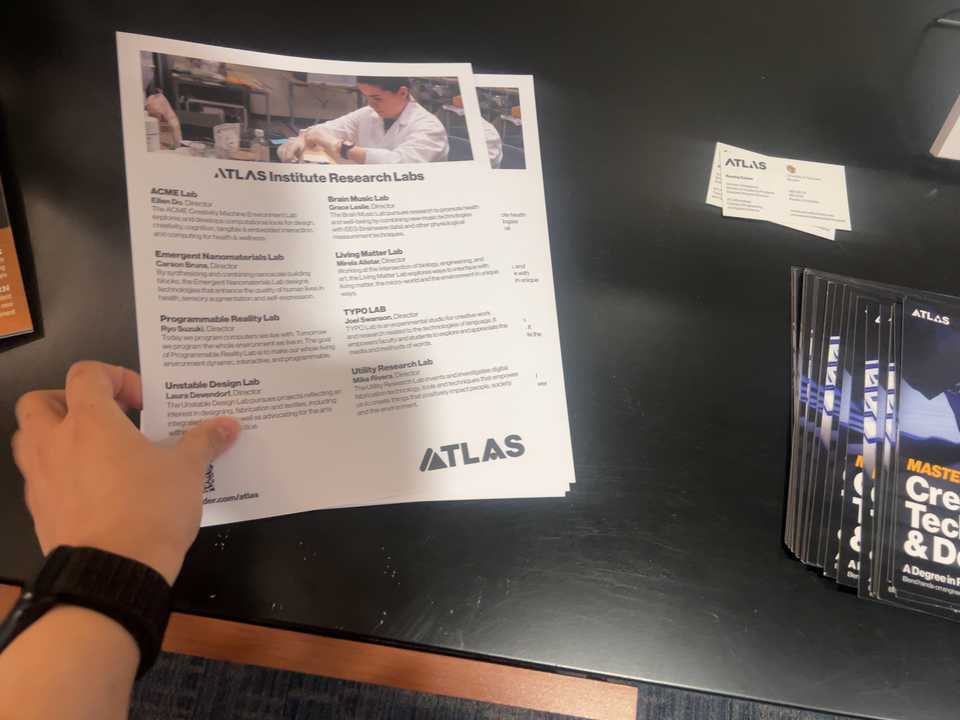 ATLAS Institute Research Labs
ACME Lab
Ellen Do, Director
The ACME Creativity Machine Environment Lab
explores and develops computational tools for design,
creativity, cognition, tangible & embedded interaction
and computing for health & wellness.
Emergent Nanomaterials Lab
Carson Bruns, Director
By synthesizing and combining nanoscale building
blocks, the Emergent Nanomaterials Lab designs
technologies that enhance the quality of human lives in
health, sensory augmentation and self-expression.
Programmable Reality Lab
Ryo Suzuki, Director
Today we program computers we live with. Tomorrow
we program the whole environment we live in. The goal
of Programmable Reality Lab is to make our whole living
environment dynamic, interactive, and programmable.
Unstable Design Lab
Laura Devendorf, Director
The Unstable Design Lab pursues projects reflecting an
interest in designing, fabrication and textiles, including
integrated well as advocating for the arts
Brain Music Lab
Grace Leslie, Director
The Brain Music Lab pursues research to promote health
and well-being by combining new music technologies
with EEG (brainwave data) and other physiological
measurement techniques.
Living Matter Lab
Mirela Alistar, Director
Working at the intersection of biology, engineering, and
art, the Living Matter Lab explores ways to interface with
living matter, the micro-world and the environment in unique
ways.
TYPO LAB
Joel Swanson, Director
TYPO Lab is an experimental studio for creative work
and research related to the technologies of language. It
empowers faculty and students to explore and appreciate the
media and methods of words.
Utility Research Lab
Mike Rivera, Director
The Utility Research Lab invents and investigates digital
fabrication technology, tools and techniques that empower
us to create things that positively impact people, society
and the environment.
der.com/atlas
ATLAS
ATLAS
ATLAS
MASTE
Cre
Tec
& De
A Degree in